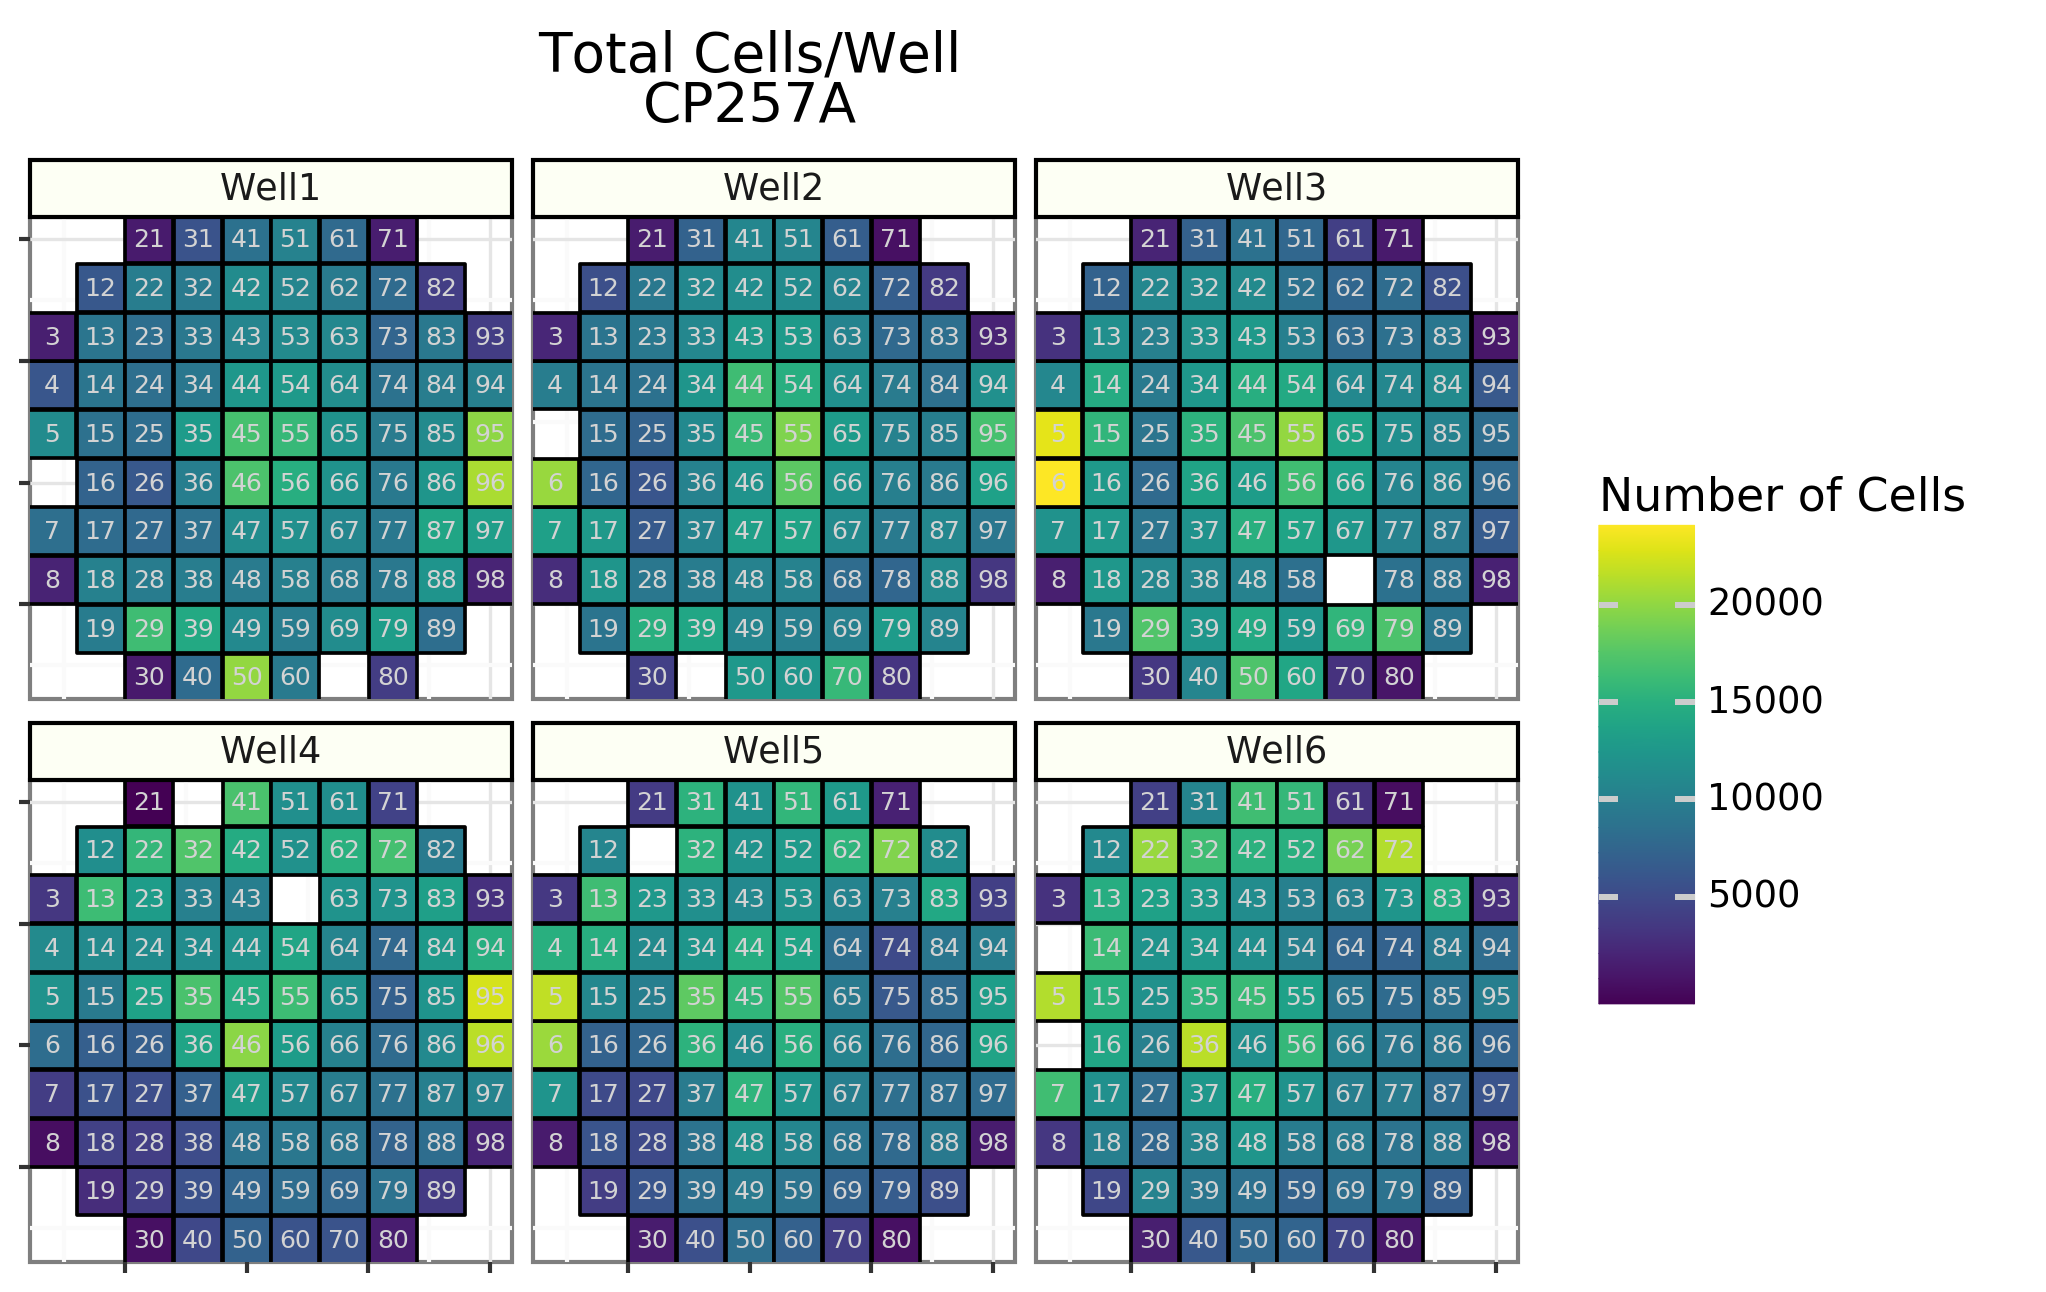 Total Cells/Well
CP257A
Well1 Well2 Well3
21 31 41 51 61 71 21 31 41 51 61 71 21 31 41 51 61 71
12 22 32 42 52 62 72 82 12 22 32 42 52 62 72 82 12 22 32 42 52 62 72 82
3 13 23 33 43 53 63 73 83 93 3 13 23 33 43 53 63 73 83 93 3 13 23 33 43 53 63 73 83 93
4 14 24 34 44 54 64 74 84 94 4 14 24 34 44 54 64 74 84 94 4 14 24 34 44 54 64 74 84 94
5 15 25 35 45 55 65 75 85 95 15 25 35 45 55 65 75 85 95 5 15 25 35 45 55 65 75 85 95
16 26 36 46 56 66 76 86 96 6 16 26 36 46 56 66 76 86 96 6 16 26 36 46 56 66 76 86 96
7 17 27 37 47 57 67 77 87 97 7 17 27 37 47 57 67 77 87 97 7 17 27 37 47 57 67 77 87 97
8 18 28 38 48 58 68 78 88 98 8 18 28 38 48 58 68 78 88 98 8 18 28 38 48 58 78 88 98
19 29 39 49 59 69 79 89 19 29 39 49 59 69 79 89 19 29 39 49 59 69 79 89
30 40 50 60 80 30 50 60 70 80 30 40 50 60 70 80
Well4 Well5 Well6
21 41 51 61 71 21 31 41 51 61 71 21 31 41 51 61 71
12 22 32 42 52 62 72 82 12 32 42 52 62 72 82 12 22 32 42 52 62 72
3 13 23 33 43 63 73 83 93 3 13 23 33 43 53 63 73 83 93 3 13 23 33 43 53 63 73 83 93
4 14 24 34 44 54 64 74 84 94 4 14 24 34 44 54 64 74 84 94 14 24 34 44 54 64 74 84 94
5 15 25 35 45 55 65 75 85 95 5 15 25 35 45 55 65 75 85 95 5 15 25 35 45 55 65 75 85 95
6 16 26 36 46 56 66 76 86 96 6 16 26 36 46 56 66 76 86 96 16 26 36 46 56 66 76 86 96
7 17 27 37 47 57 67 77 87 97 7 17 27 37 47 57 67 77 87 97 7 17 27 37 47 57 67 77 87 97
8 18 28 38 48 58 68 78 88 98 8 18 28 38 48 58 68 78 88 98 8 18 28 38 48 58 68 78 88 98
19 29 39 49 59 69 79 89 19 29 39 49 59 69 79 89 19 29 39 49 59 69 79 89
30 40 50 60 70 80 30 40 50 60 70 80 30 40 50 60 70 80
Number of Cells
20000
15000
10000
5000